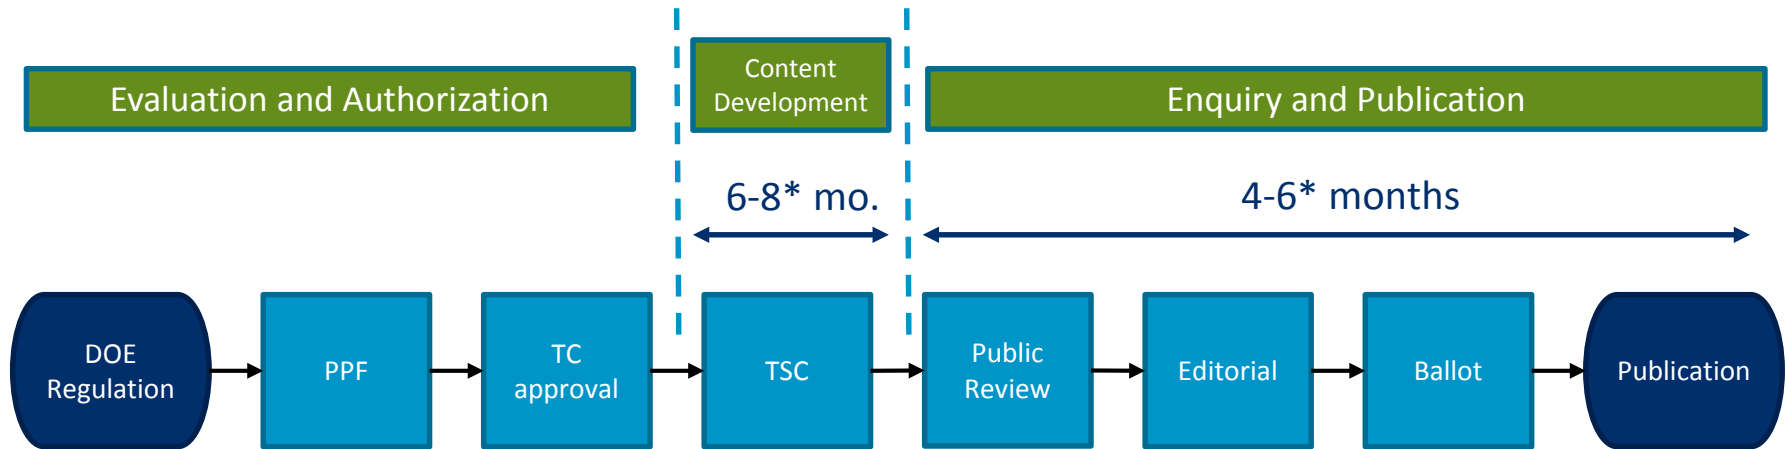 Evaluation and Authorization
Content
Development
Enquiry and Publication
6-8* mo.
4-6* months
DOE
Regulation
PPF
TC
approval
TSC
Public
Review
Editorial
Ballot
Publication